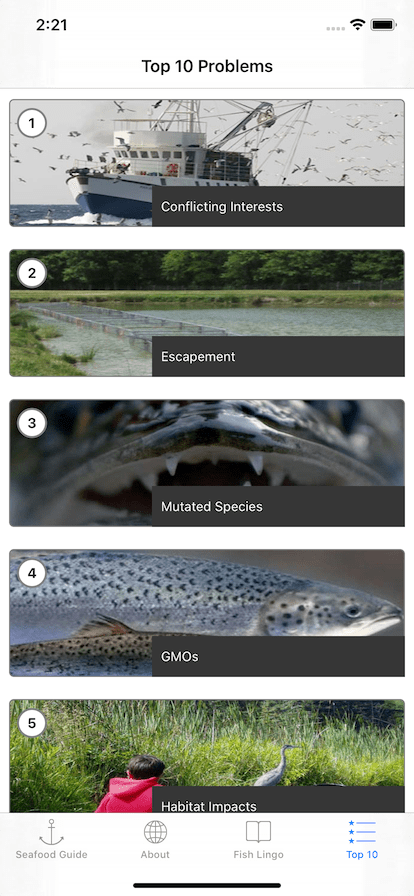 2:21
Top 10 Problems
1
Conflicting Interests
2
Escapement
3
Mutated Species
4
GMOs
5
Habitat Impacts
Seafood Guide
About
Fish Lingo
Top 10